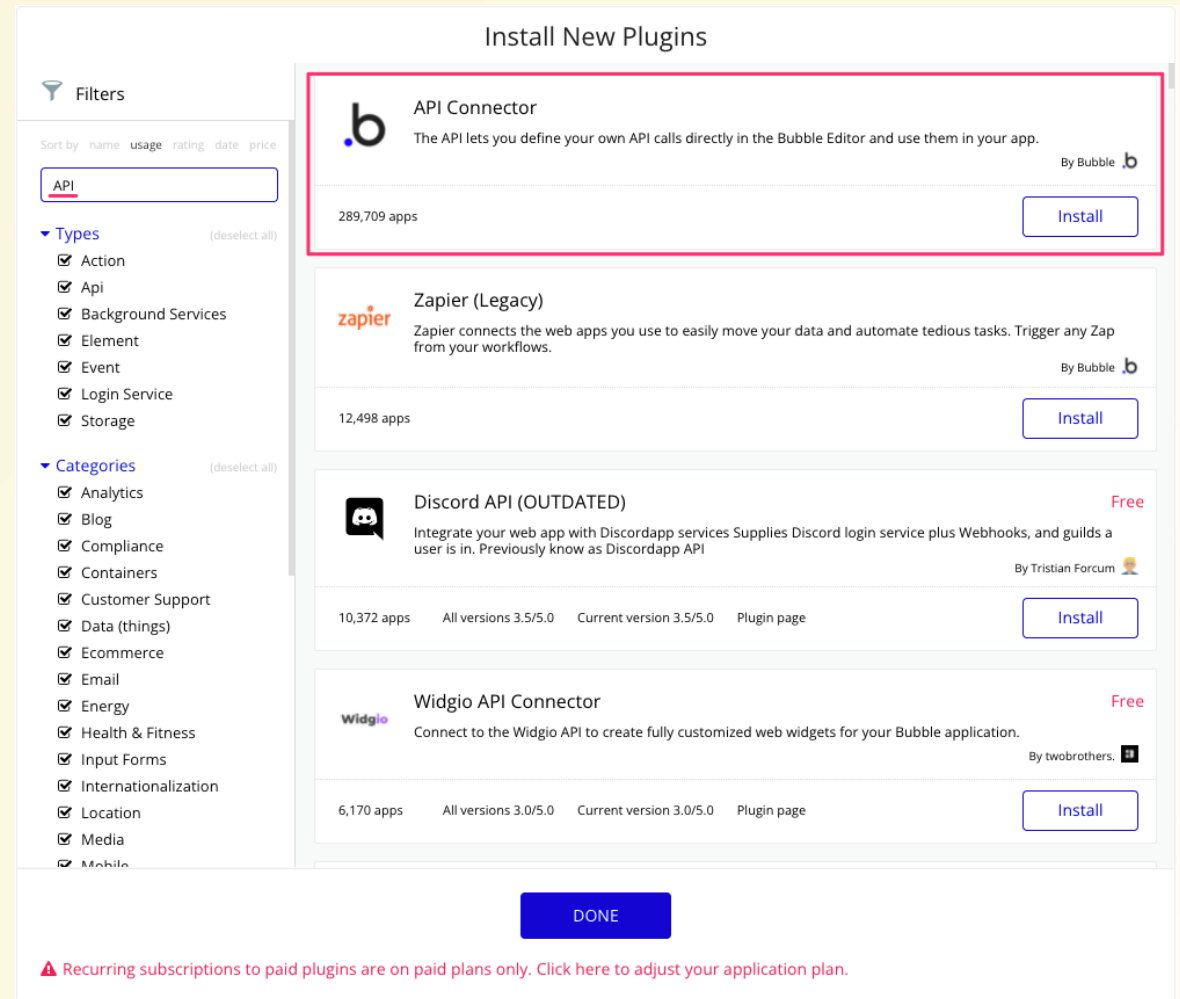 Install New Plugins
Filters
Sort by name usage rating date price
API
Types (deselect all)
Action
Api
Background Services
Element
Event
Login Service
Storage
Categories (deselect all)
Analytics
Blog
Compliance
Containers
Customer Support
Data (things)
Ecommerce
Email
Energy
Health & Fitness
Input Forms
Internationalization
Location
Media
Mobile
.b
API Connector
The API lets you define your own API calls directly in the Bubble Editor and use them in your app.
By Bubble .b
289,709 apps
Install
zapier
Zapier (Legacy)
Zapier connects the web apps you use to easily move your data and automate tedious tasks. Trigger any Zap
from your workflows.
By Bubble .b
12,498 apps
Install
Discord API (OUTDATED)
Free
Integrate your web app with Discordapp services Supplies Discord login service plus Webhooks, and guilds a
user is in. Previously know as Discordapp API
By Tristian Forcum
10,372 apps All versions 3.5/5.0 Current version 3.5/5.0 Plugin page
Install
Widgio
Widgio API Connector
Free
Connect to the Widgio API to create fully customized web widgets for your Bubble application.
By twobrothers.
6,170 apps All versions 3.0/5.0 Current version 3.0/5.0 Plugin page
Install
DONE
Recurring subscriptions to paid plugins are on paid plans only. Click here to adjust your application plan.